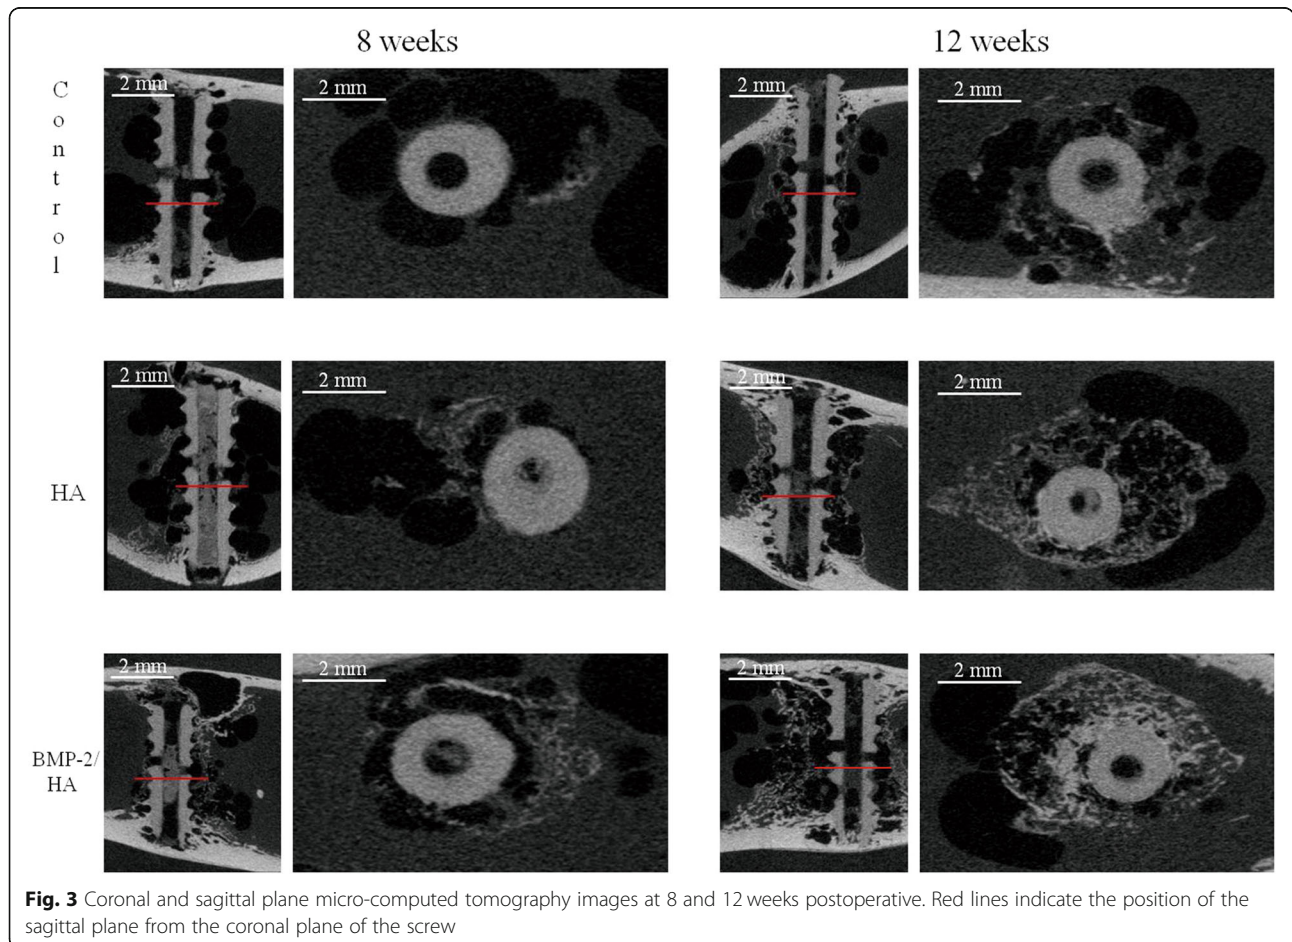 8 weeks 12 weeks
Control
2 mm 2 mm 2 mm 2 mm
HA
2 mm 2 mm 2 mm 2 mm
BMP-2/
HA
2 mm 2 mm 2 mm 2 mm
Fig. 3 Coronal and sagittal plane micro-computed tomography images at 8 and 12 weeks postoperative. Red lines indicate the position of the
sagittal plane from the coronal plane of the screw